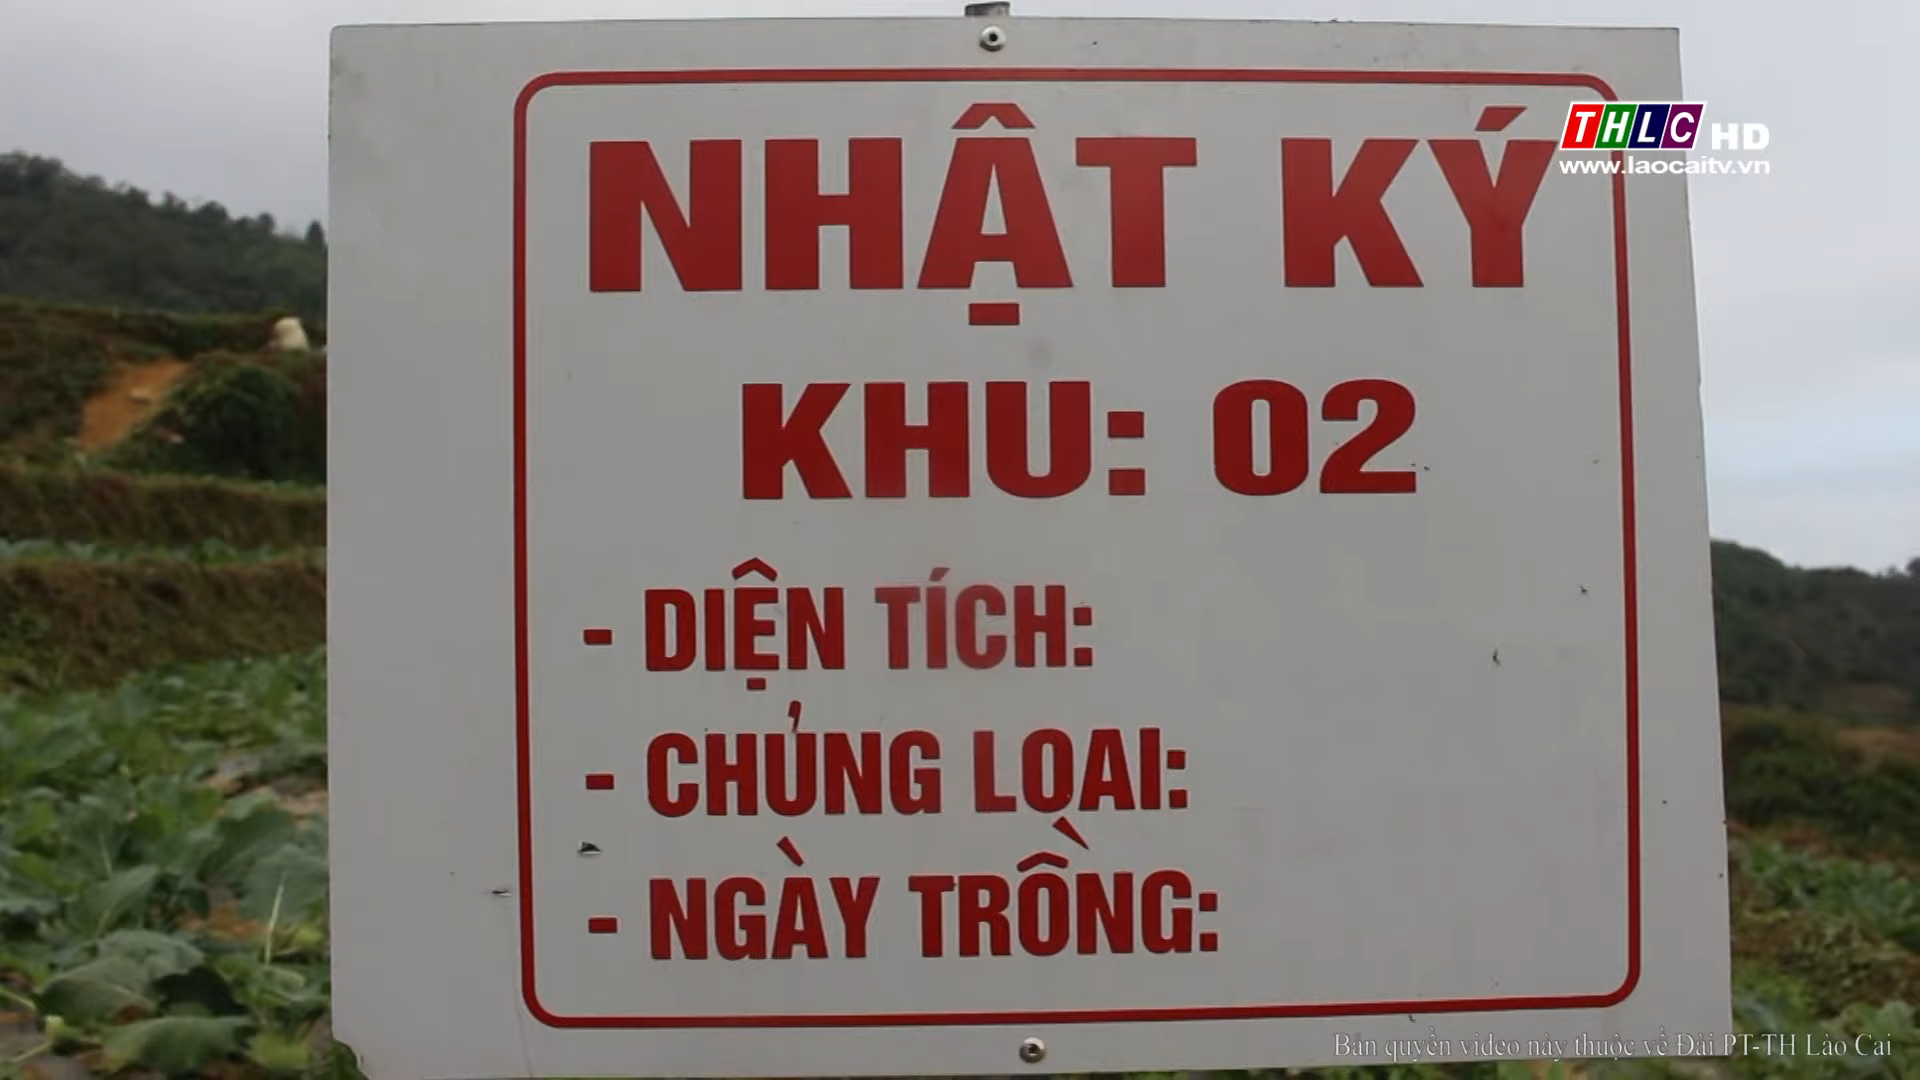 NHẬT KÝ
THLC HD
www.laocaitv.vn
KHU: 02
- DIỆN TÍCH:
- CHỦNG LOẠI:
- NGÀY TRỒNG:
Bản quyền video này thuộc về Đài PT-TH Lào Cai